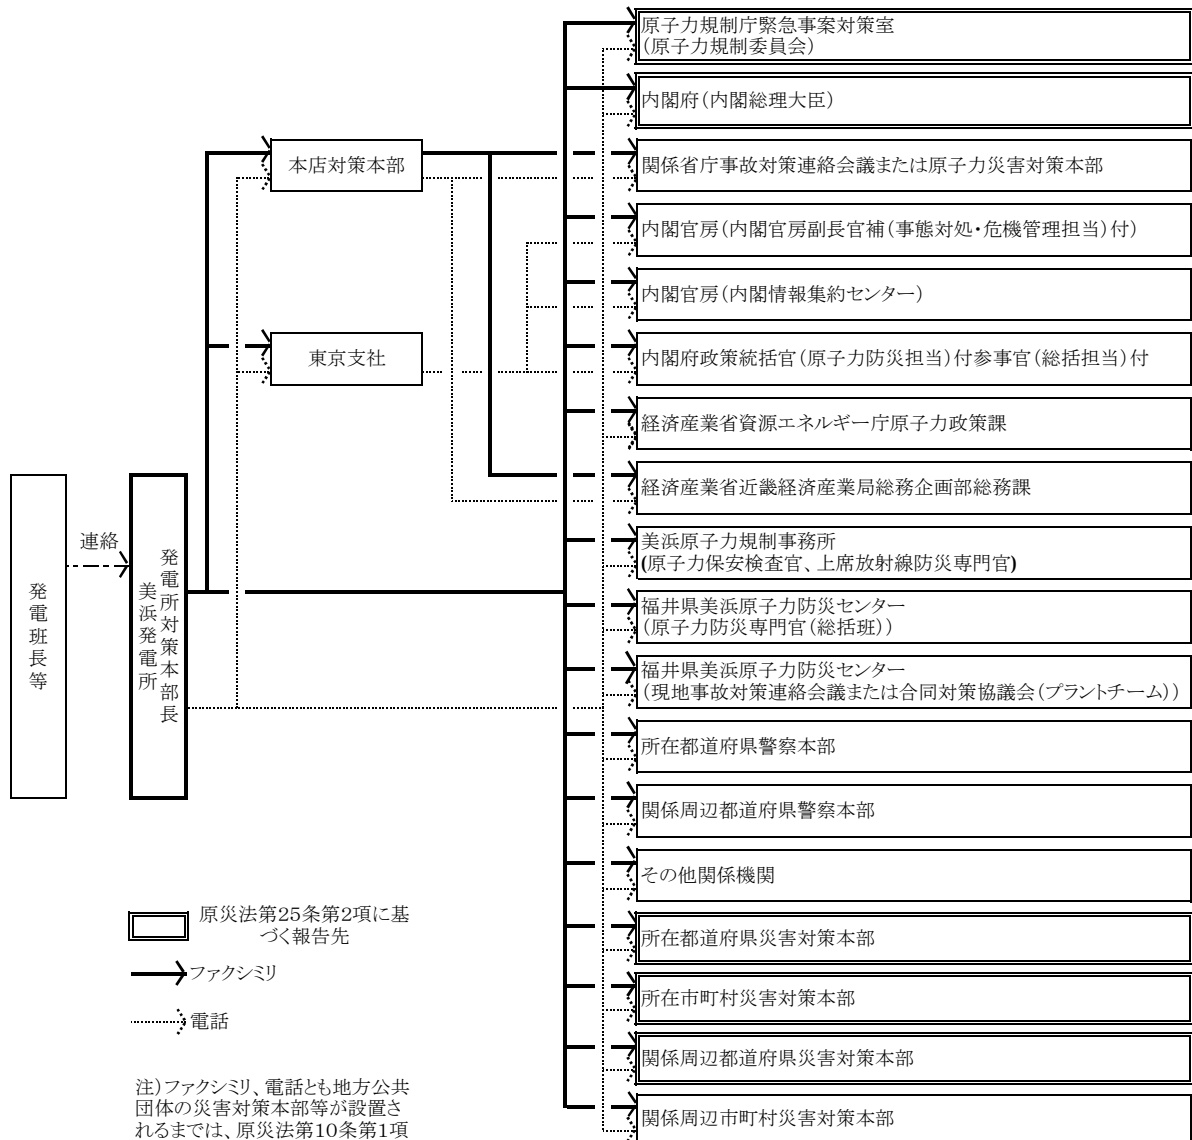 原子力規制庁緊急事案対策室
(原子力規制委員会)
内閣府(内閣総理大臣)
本店対策本部
関係省庁事故対策連絡会議または原子力災害対策本部
内閣官房(内閣官房副長官補(事態対処・危機管理担当)付)
内閣官房(内閣情報集約センター)
東京支社
内閣府政策統括官(原子力防災担当)付参事官(総括担当)付
経済産業省資源エネルギー庁原子力政策課
経済産業省近畿経済産業局総務企画部総務課
発電班長等
連絡
発電所対策本部長
美浜発電所
美浜原子力規制事務所
(原子力保安検査官、上席放射線防災専門官)
福井県美浜原子力防災センター
(原子力防災専門官(総括班))
福井県美浜原子力防災センター
(現地事故対策連絡会議または合同対策協議会(プラントチーム))
所在都道府県警察本部
関係周辺都道府県警察本部
その他関係機関
所在都道府県災害対策本部
所在市町村災害対策本部
関係周辺都道府県災害対策本部
関係周辺市町村災害対策本部
原災法第25条第2項に基
づく報告先
ファクシミリ
電話
注)ファクシミリ、電話とも地方公共
団体の災害対策本部等が設置さ
れるまでは、原災法第10条第1項